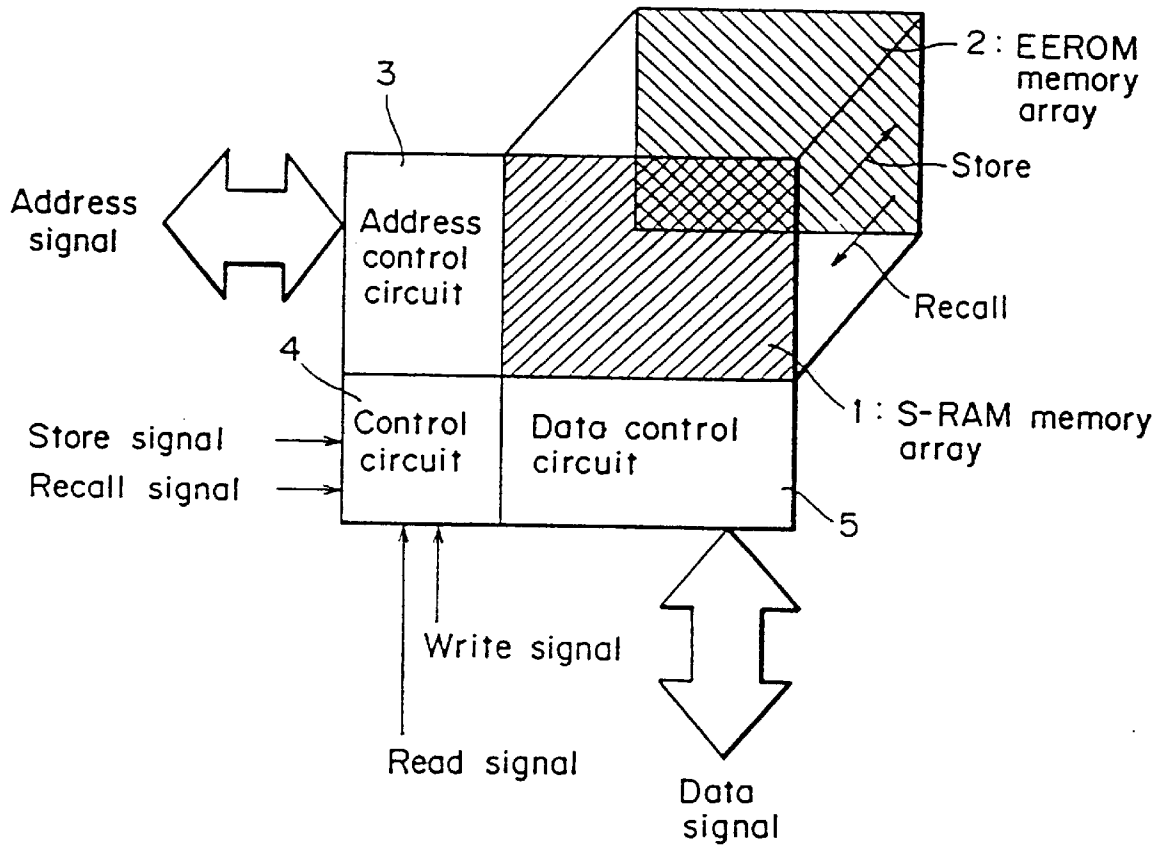 2: EEROM
memory
array
3
Store
Address
signal
Address
control
circuit
Recall
4
1: S-RAM memory
array
Store signal
Recall signal
Control
circuit
Data control
circuit
5
Write signal
Read signal
Data
signal